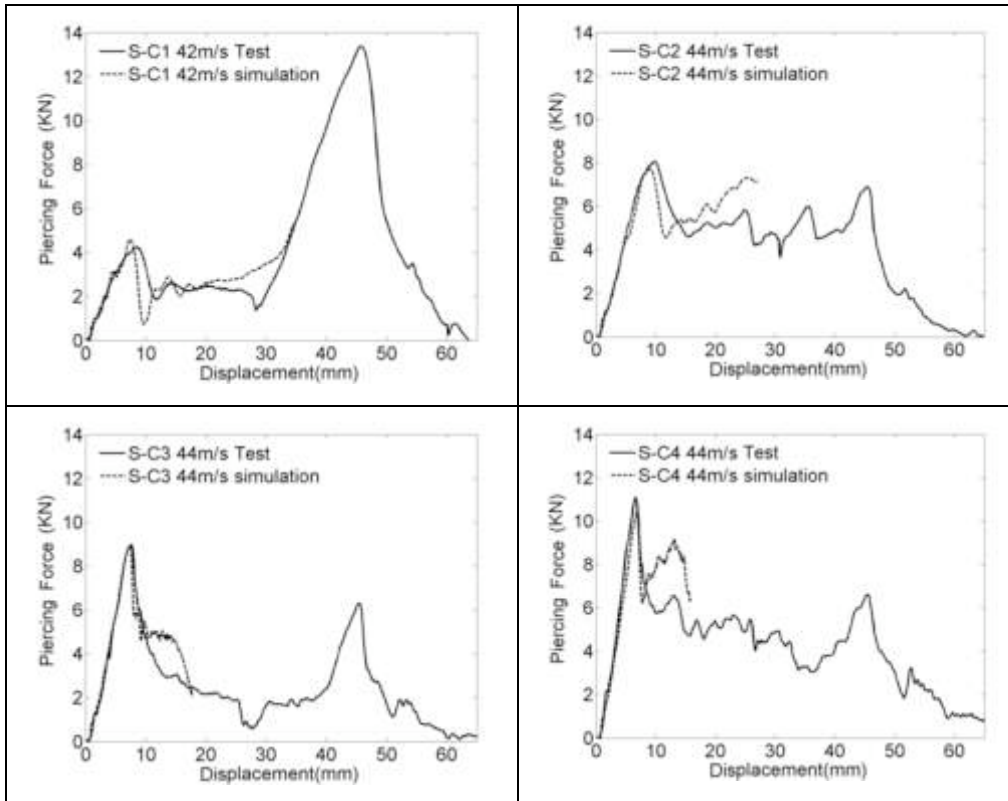 S-C1 42m/s Test
S-C1 42m/s simulation
Piercing Force (KN)
14
12
10
8
6
4
2
0
0 10 20 30 40 50 60
Displacement(mm)
S-C2 44m/s Test
S-C2 44m/s simulation
Piercing Force (KN)
14
12
10
8
6
4
2
0
0 10 20 30 40 50 60
Displacement(mm)
S-C3 44m/s Test
S-C3 44m/s simulation
Piercing Force (KN)
14
12
10
8
6
4
2
0
0 10 20 30 40 50 60
Displacement(mm)
S-C4 44m/s Test
S-C4 44m/s simulation
Piercing Force (KN)
14
12
10
8
6
4
2
0
0 10 20 30 40 50 60
Displacement(mm)